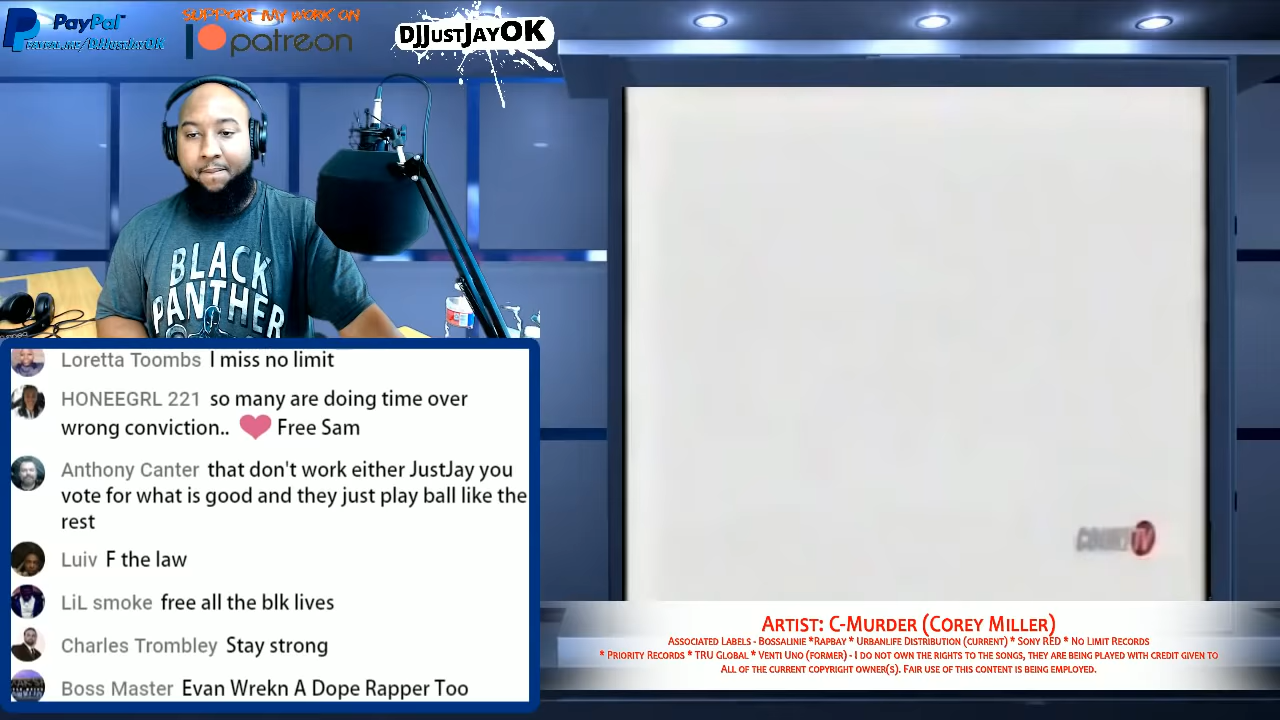 PayPal
SUPPORT MY WORK ON
patreon
DJJustJayOK
BLACK
PANTHER
Loretta Toombs I miss no limit
HONEEGRL 221 so many are doing time over
wrong conviction.. Free Sam
Anthony Canter that don't work either JustJay you
vote for what is good and they just play ball like the
rest
Luiv F the law
LiL smoke free all the blk lives
Charles Trombley Stay strong
Boss Master Evan Wrekn A Dope Rapper Too
COURT TV
Artist: C-Murder (Corey Miller)
Associated Labels - Bossalinie *Rapbay * Urbanlife Distribution (current) * Sony RED * No Limit Records
* Priority Records * TRU Global * Venti Uno (Former) - I do not own the rights to the songs, they are being played with credit given to
all of the current copyright owner(s). Fair use of this content is being employed.